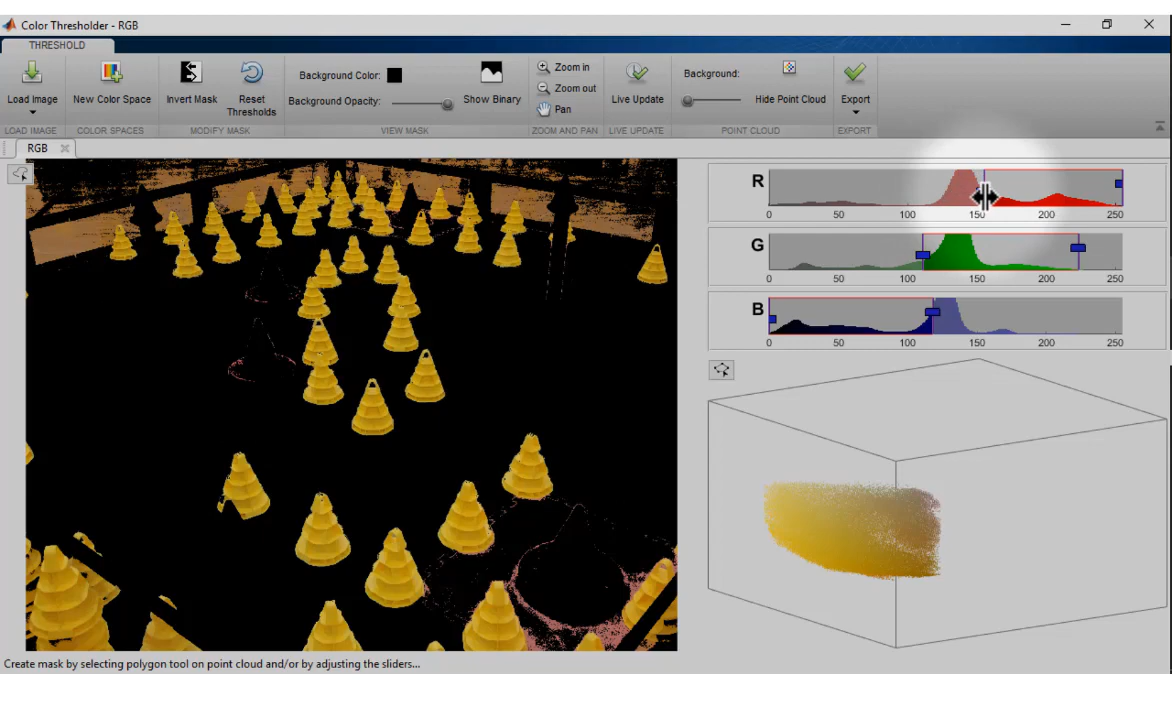 Color Thresholder - RGB
THRESHOLD
Load Image
New Color Space
Invert Mask
Reset Thresholds
Background Color:
Background Opacity:
Show Binary
Zoom in
Zoom out
Pan
Live Update
Background:
Hide Point Cloud
Export
LOAD IMAGE COLOR SPACES MODIFY MASK VIEW MASK ZOOM AND PAN LIVE UPDATE POINT CLOUD EXPORT
RGB
R
0 50 100 150 200 250
G
0 50 100 150 200 250
B
0 50 100 150 200 250
Create mask by selecting polygon tool on point cloud and/or by adjusting the sliders...